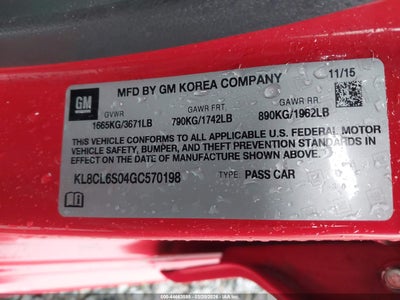 GM
MFD BY GM KOREA COMPANY 11/15
GVWR GAWR FRT. GAWR RR.
1665KG/3671LB 790KG/1742LB 890KG/1962LB
THIS VEHICLE CONFORMS TO ALL APPLICABLE U.S. FEDERAL MOTOR
VEHICLE SAFETY, BUMPER, AND THEFT PREVENTION STANDARDS
IN EFFECT ON THE DATE OF MANUFACTURE SHOWN ABOVE.
KL8CL6S04GC570198 TYPE: PASS CAR